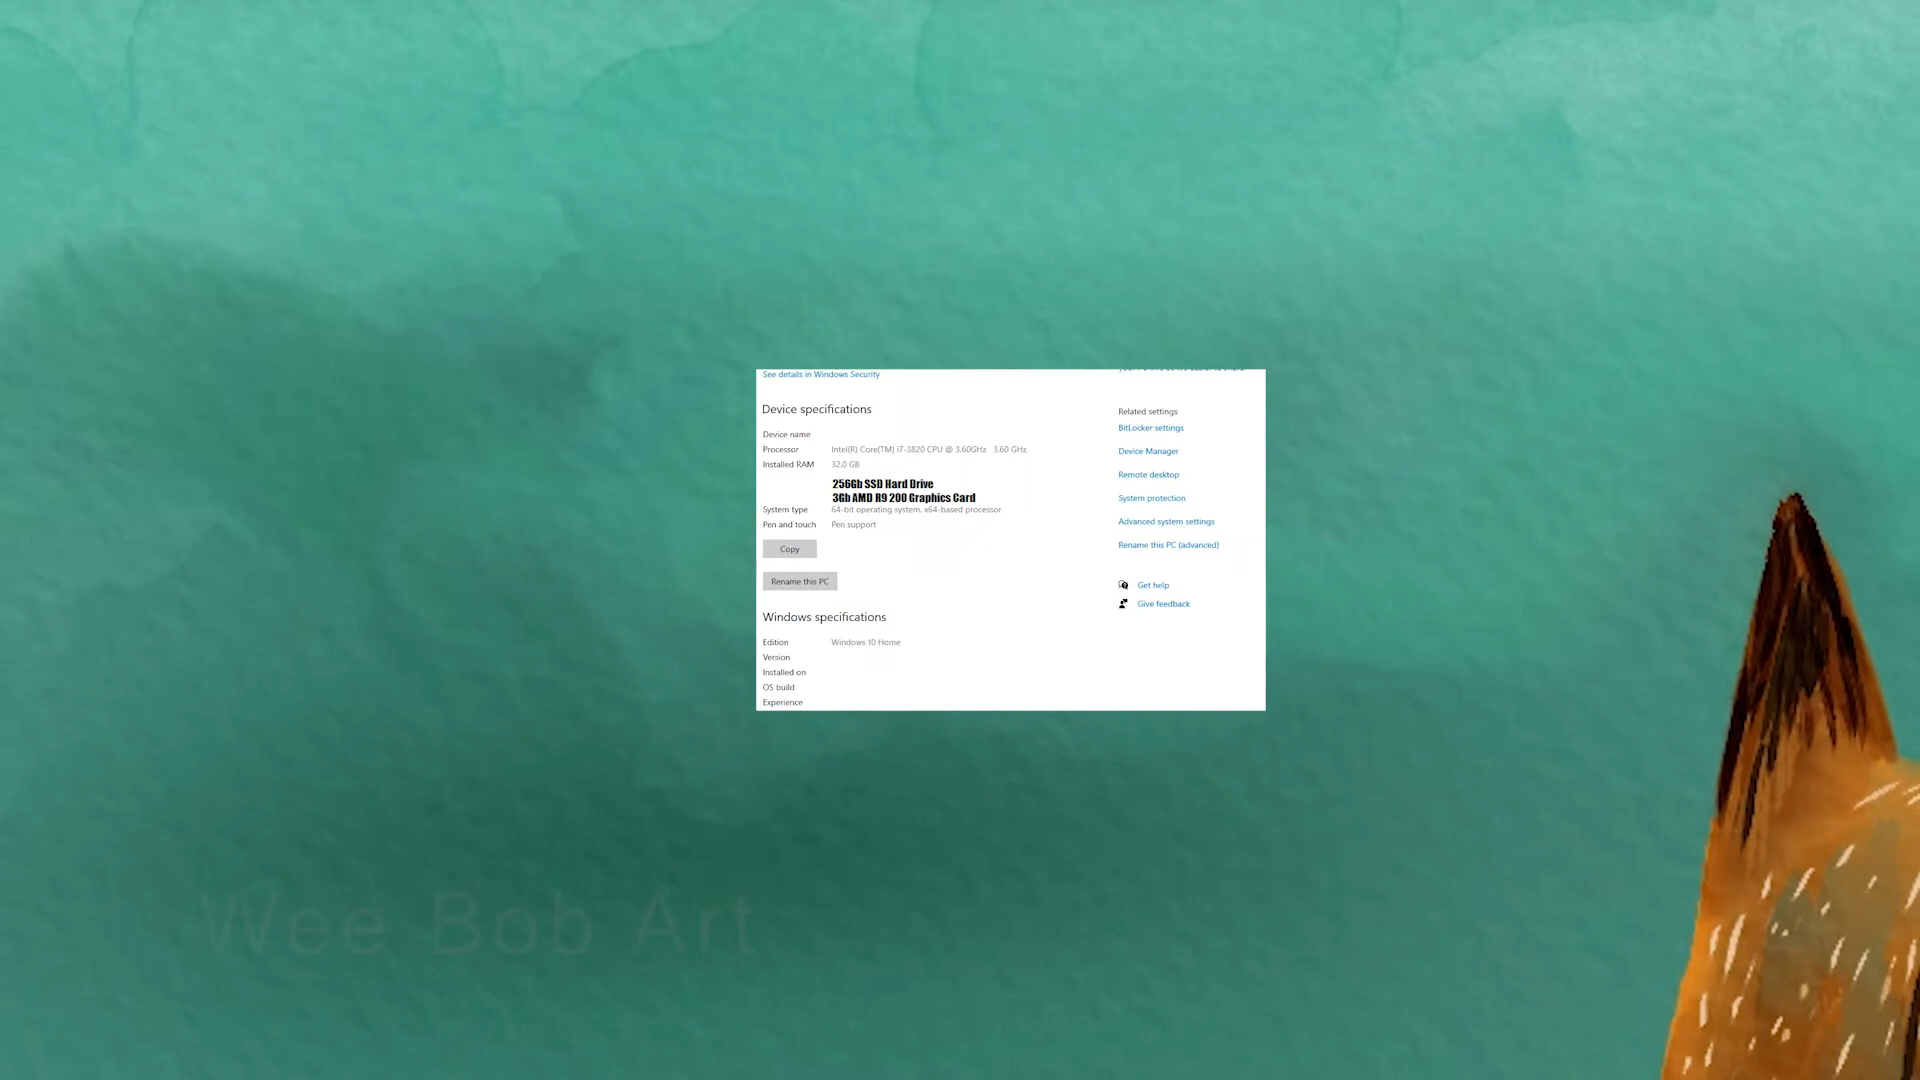 See details in Windows Security
Device specifications
Device name
Processor Intel(R) Core(TM) i7-3820 CPU @ 3.60GHz 3.60 GHz
Installed RAM 32.0 GB
256Gb SSD Hard Drive
3Gb AMD R9 200 Graphics Card
System type 64-bit operating system, x64-based processor
Pen and touch Pen support
Copy
Rename this PC
Windows specifications
Edition Windows 10 Home
Version
Installed on
OS build
Experience
Related settings
BitLocker settings
Device Manager
Remote desktop
System protection
Advanced system settings
Rename this PC (advanced)
Get help
Give feedback
Wee Bob Art